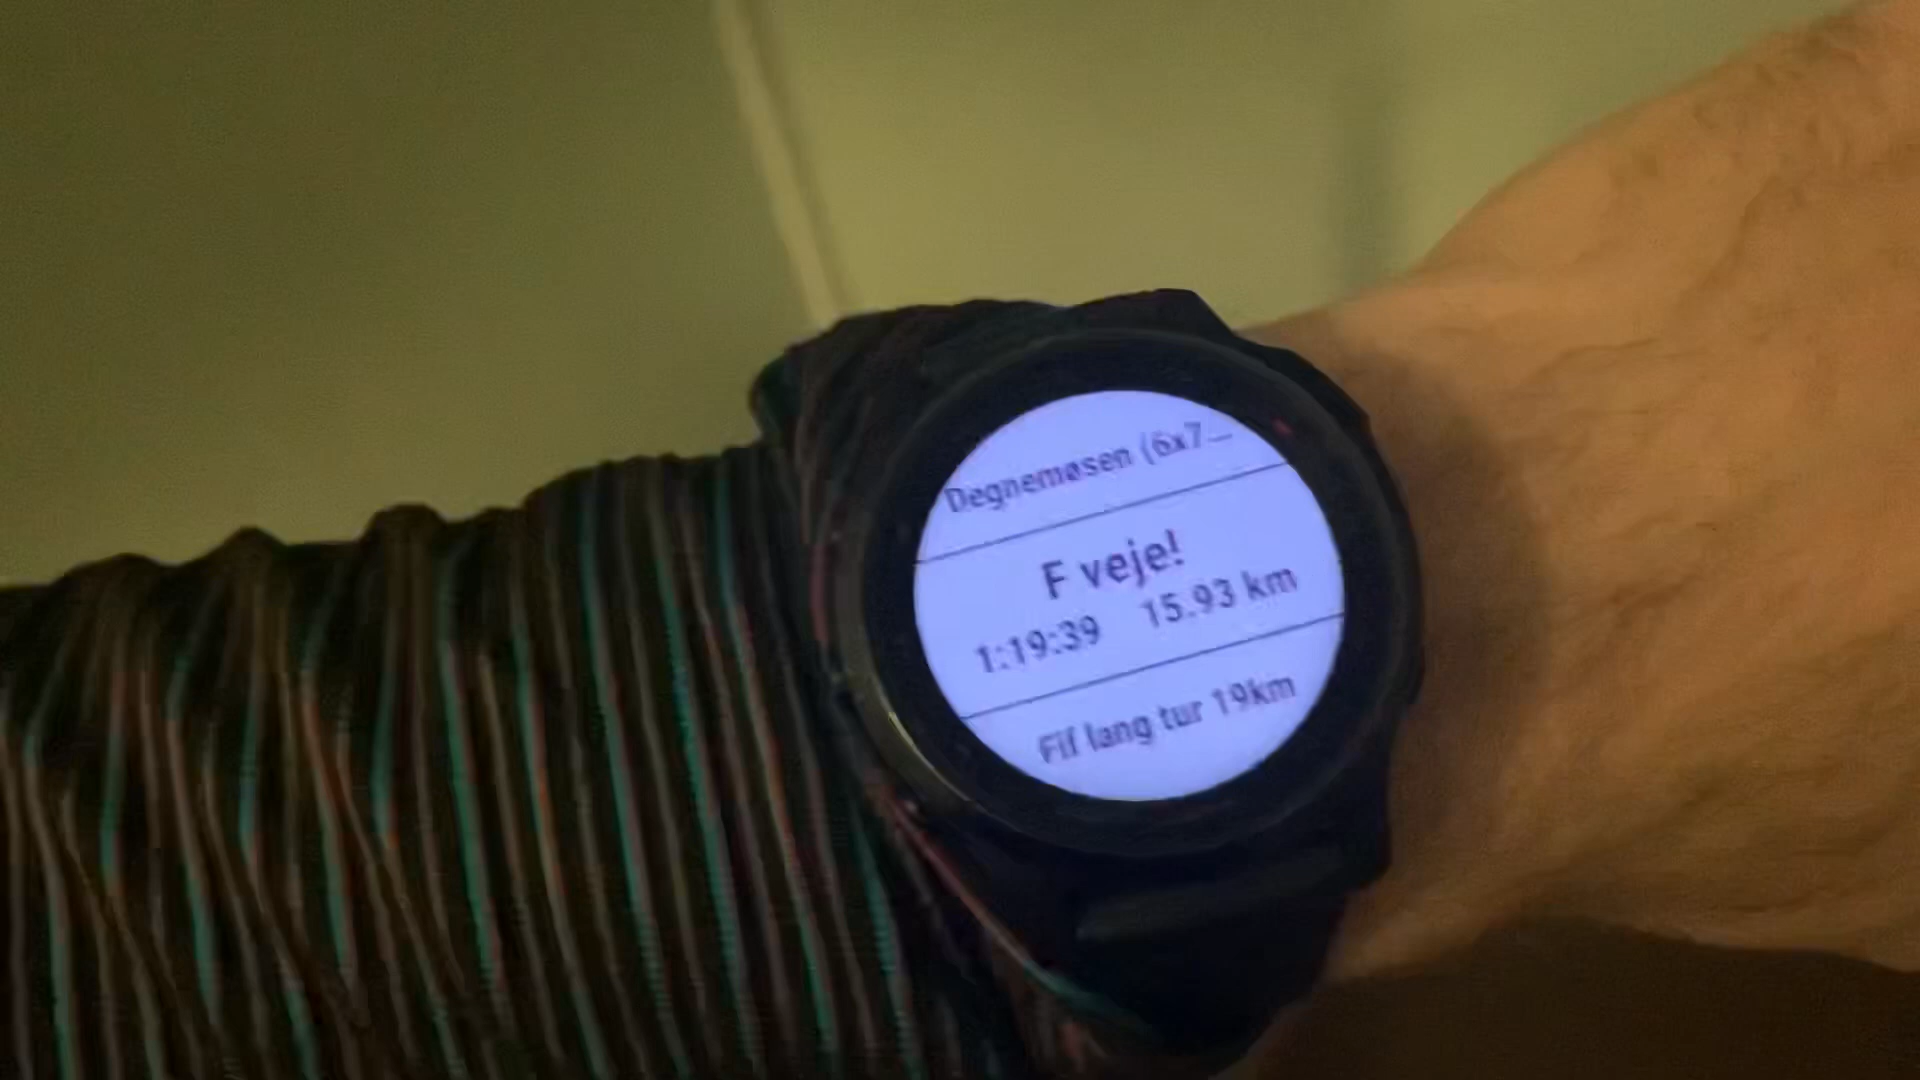 Degnemøsen (6x7...
F veje!
1:19:39 15.93 km
Fif lang tur 19km